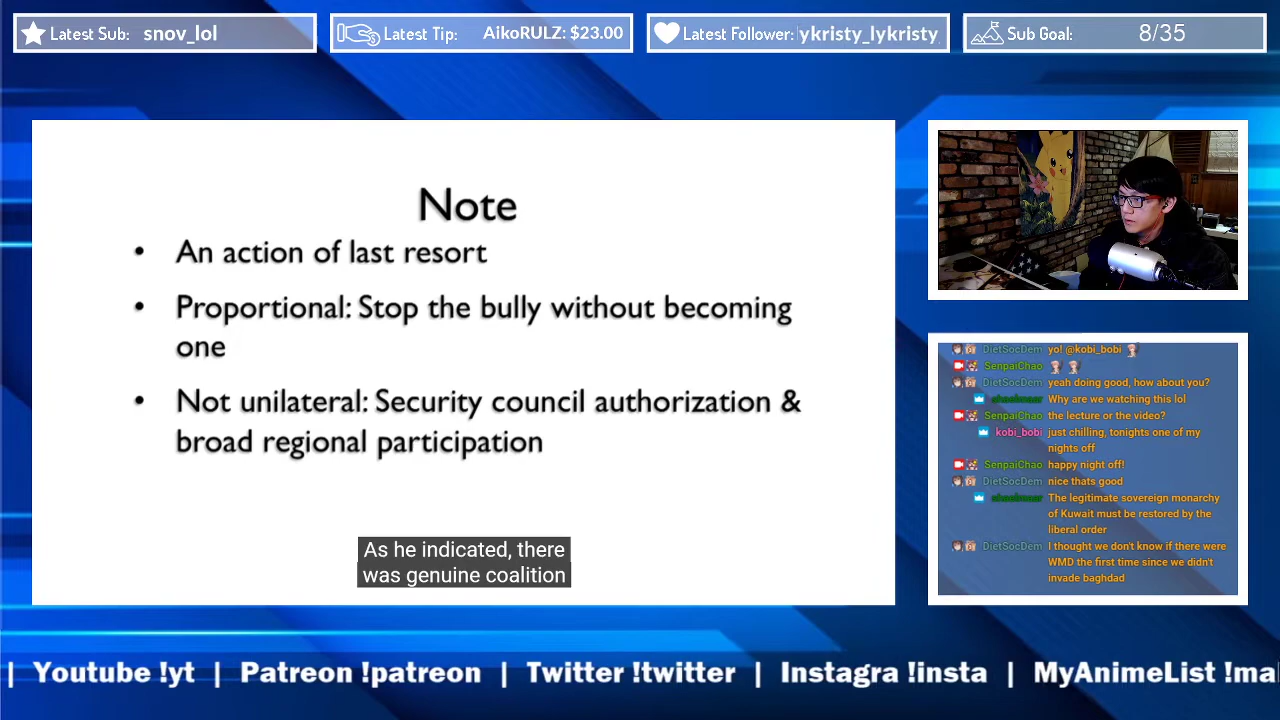 Latest Sub: snov_lol
Latest Tip: AikoRULZ: $23.00
Latest Follower: ykristy_lykristy
Sub Goal: 8/35
Note
• An action of last resort
• Proportional: Stop the bully without becoming
one
• Not unilateral: Security council authorization &
broad regional participation
As he indicated, there
was genuine coalition
DietSocDem yo! @kobi_bobi
SenpaiChao
DietSocDem yeah doing good, how about you?
Why are we watching this lol
SenpaiChao the lecture or the video?
kobi_bobi just chilling, tonights one of my
nights off
SenpaiChao happy night off!
DietSocDem nice thats good
The legitimate sovereign monarchy
of Kuwait must be restored by the
liberal order
DietSocDem I thought we don't know if there were
WMD the first time since we didn't
invade baghdad
| Youtube !yt | Patreon !patreon | Twitter !twitter | Instagra !insta | MyAnimeList !ma